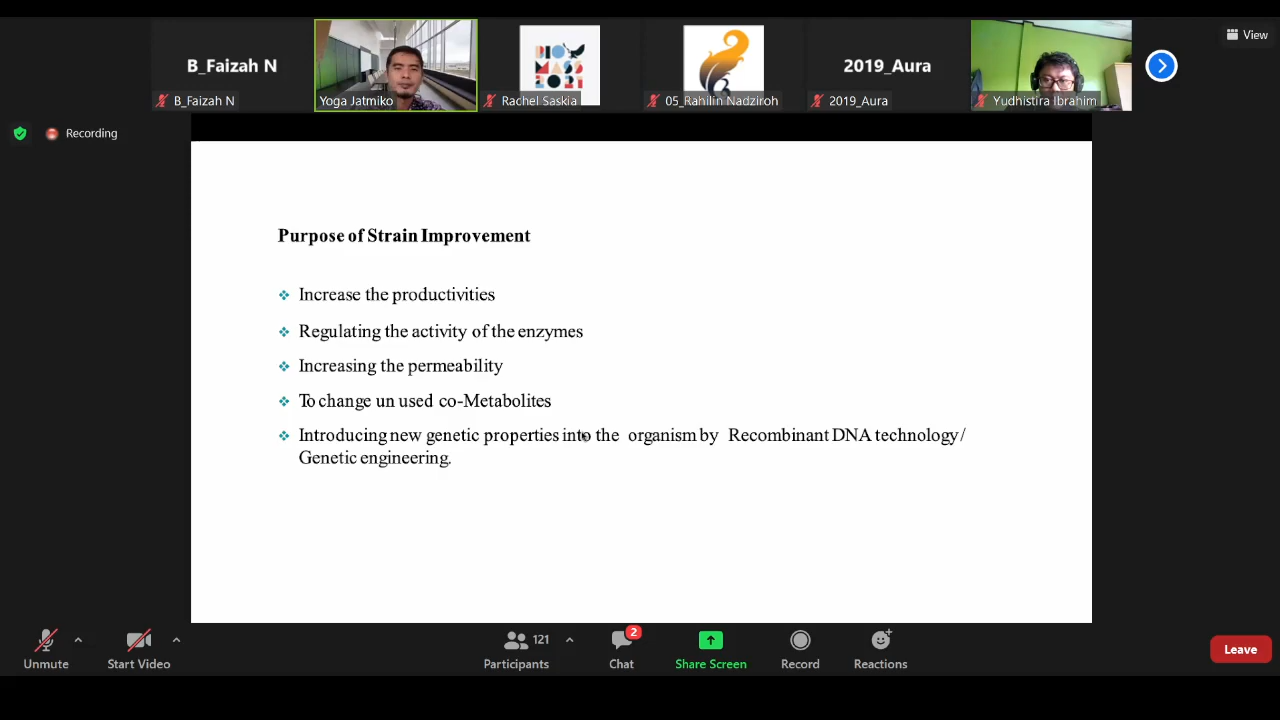 B_Faizah N
2019_Aura
View
B_Faizah N
Yoga Jatmiko
BIO
MASS
2021
Rachel Saskia
05_Rahilin Nadziroh
2019_Aura
Yudhistira Ibrahim
Recording
Purpose of Strain Improvement
Increase the productivities
Regulating the activity of the enzymes
Increasing the permeability
To change un used co-Metabolites
Introducing new genetic properties into the organism by Recombinant DNA technology/
Genetic engineering.
Unmute
Start Video
121
Participants
2
Chat
Share Screen
Record
Reactions
Leave